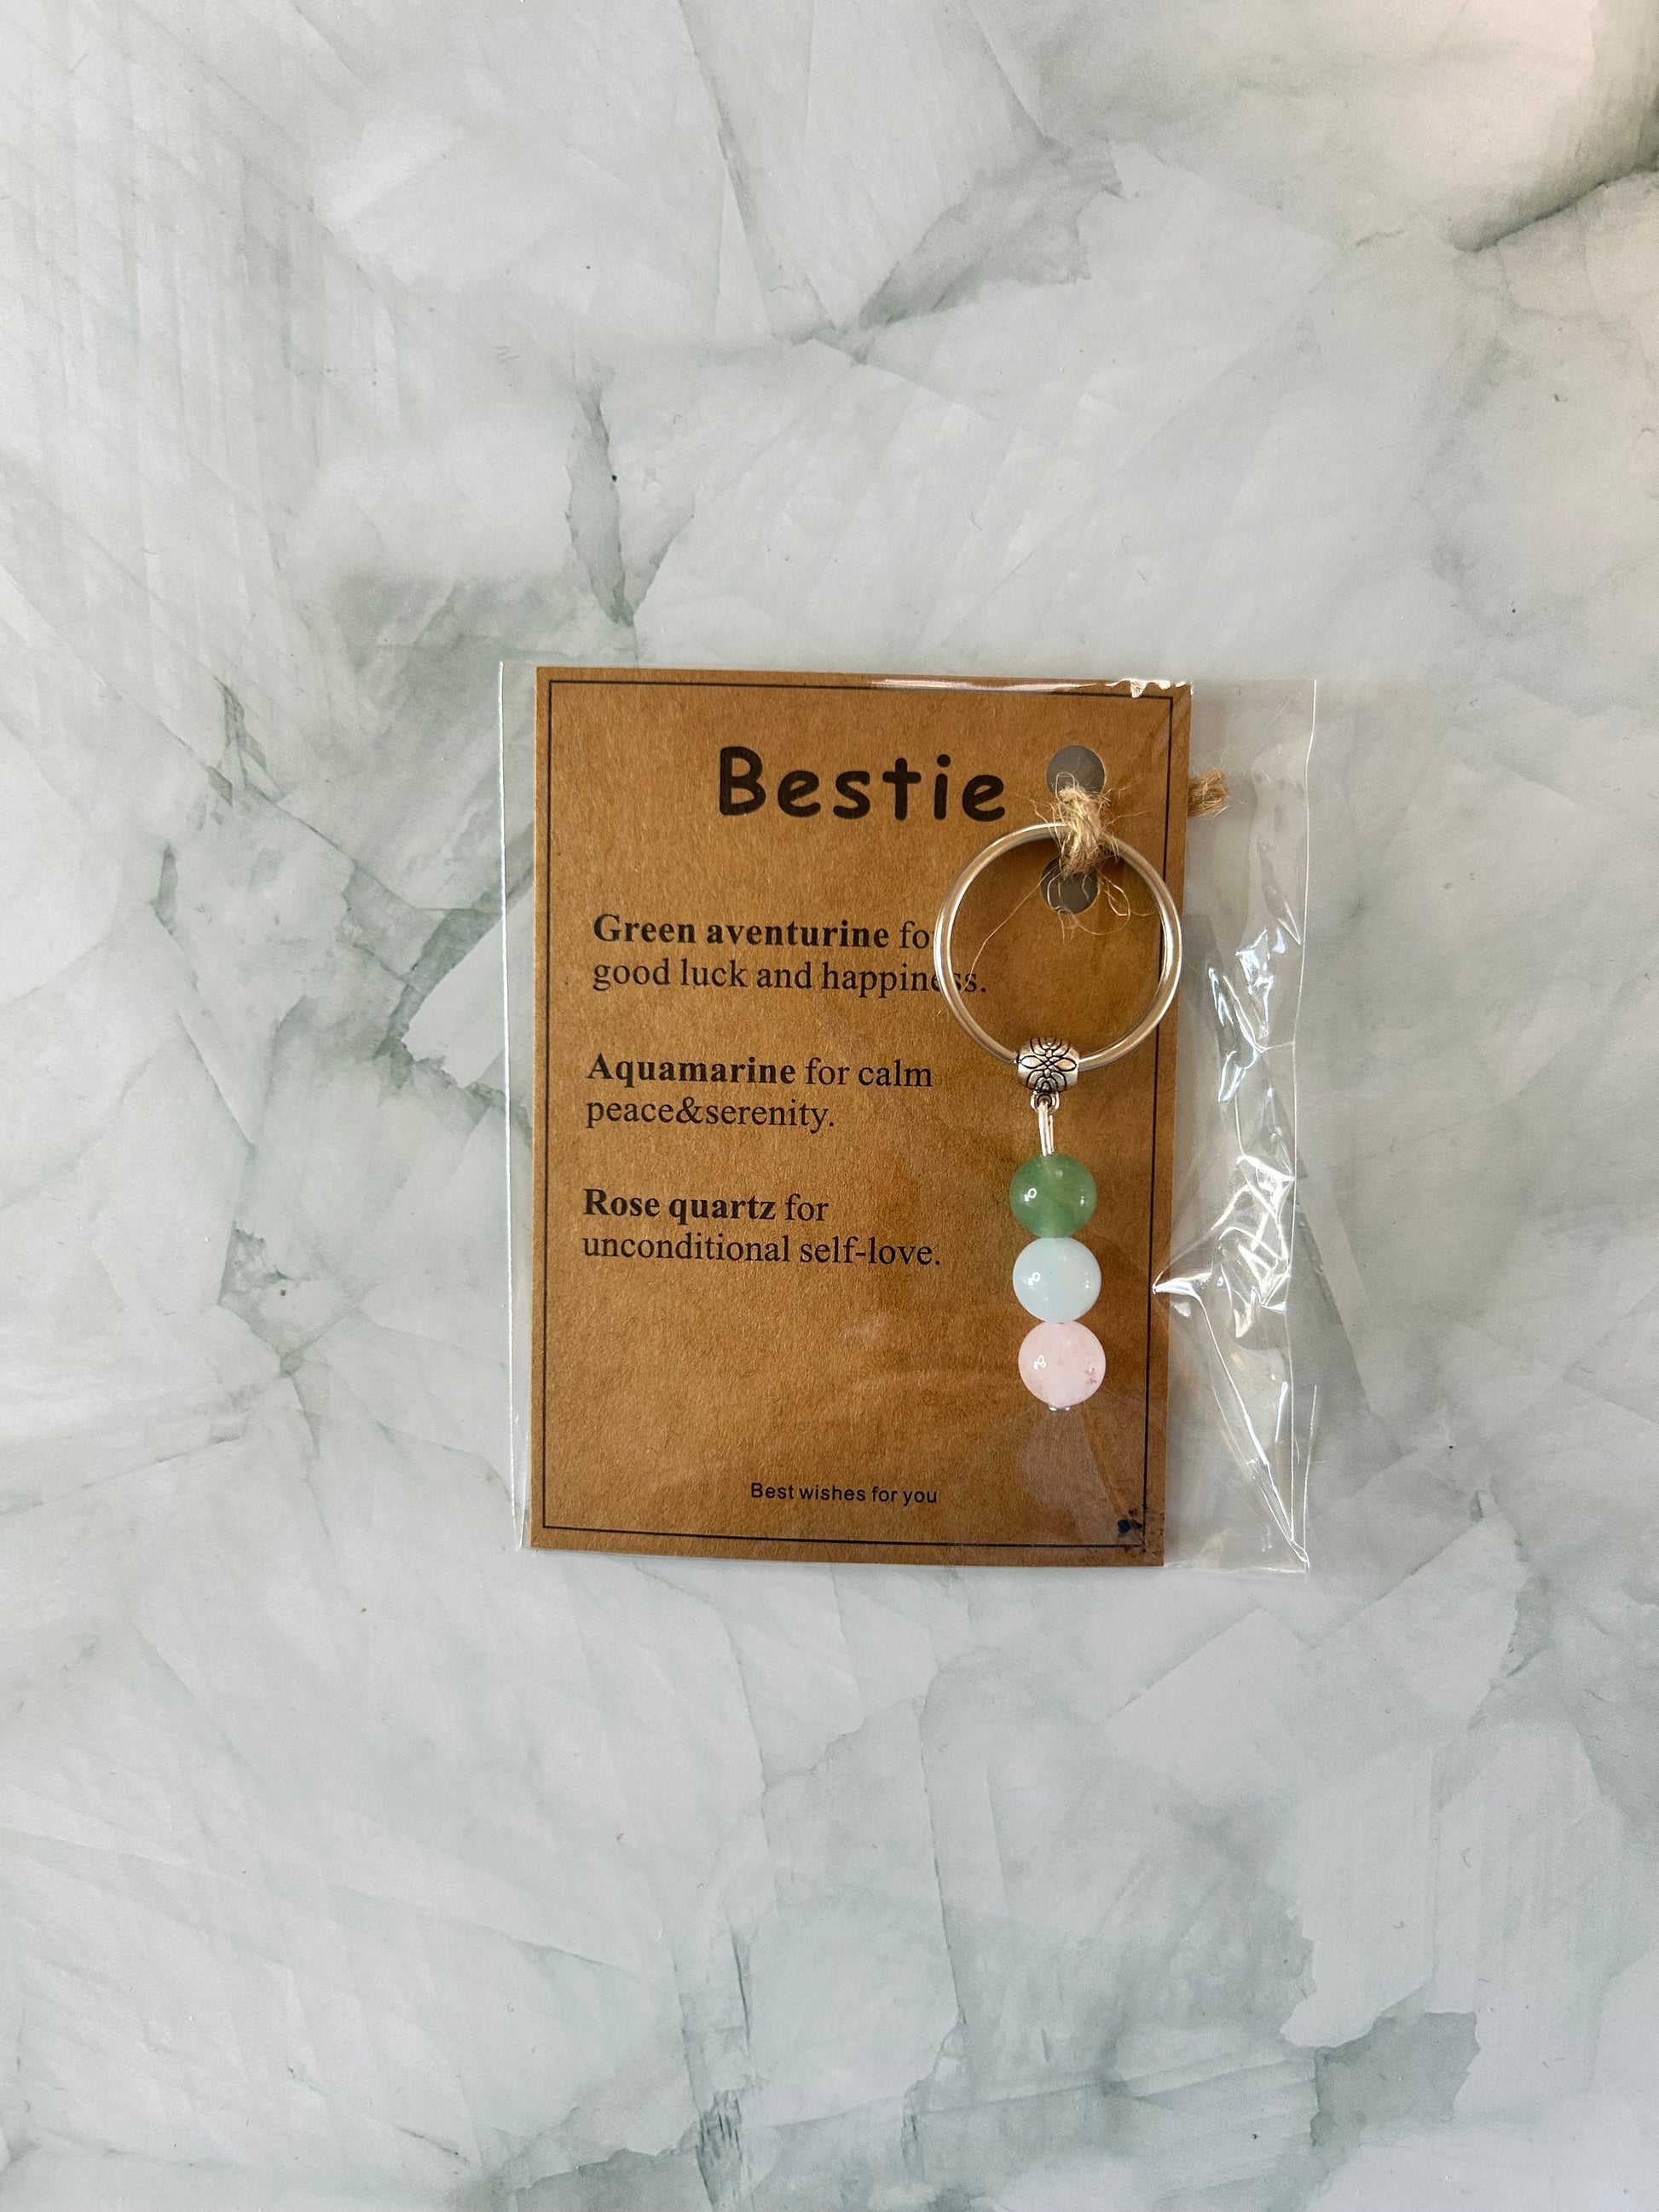 Bestie
Green aventurine fo
good luck and happiness.
Aquamarine for calm
peace&serenity.
Rose quartz for
unconditional self-love.
Best wishes for you